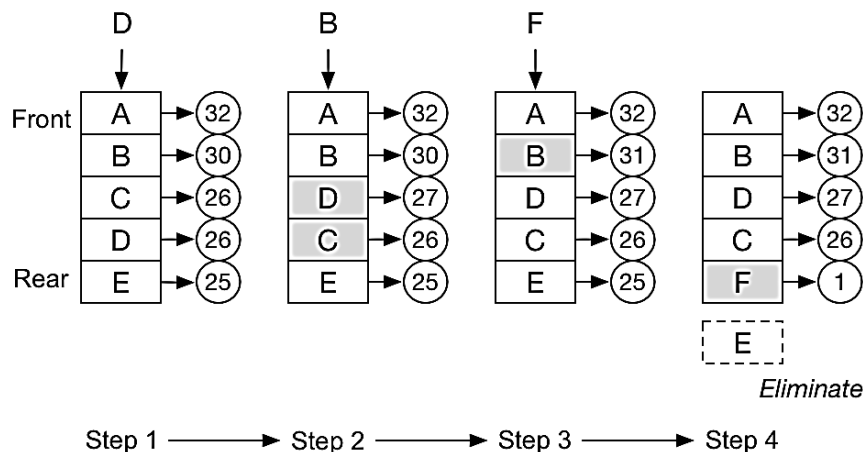 D B F
Front A 32 A 32 A 32 A 32
B 30 B 30 B 31 B 31
C 26 D 27 D 27 D 27
D 26 C 26 C 26 C 26
Rear E 25 E 25 E 25 F 1
E
Eliminate
Step 1 Step 2 Step 3 Step 4